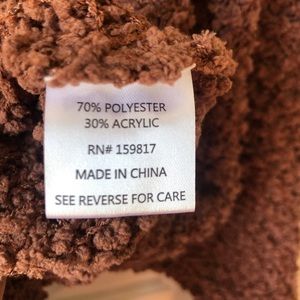 70% POLYESTER
30% ACRYLIC
RN# 159817
MADE IN CHINA
SEE REVERSE FOR CARE